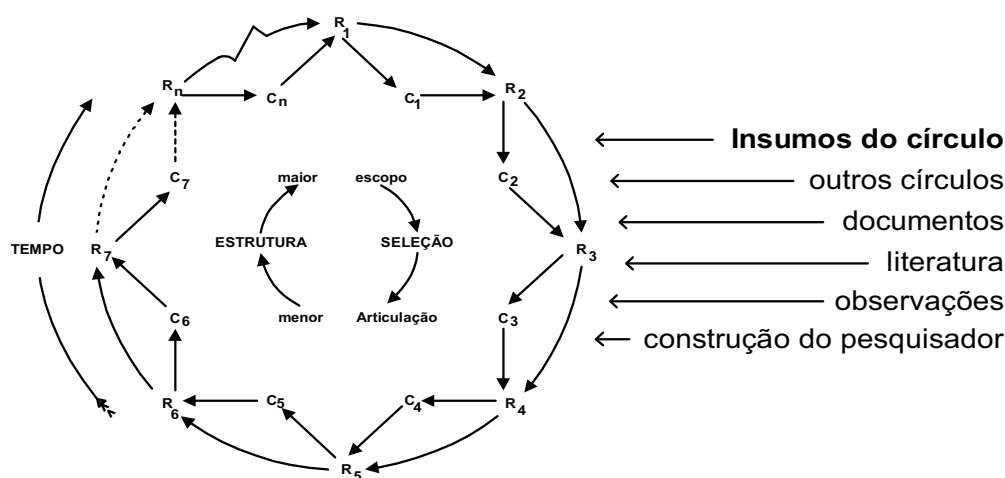 R1
Rn
Cn
C1
R2
Insumos do círculo
C7
maior
escopo
C2
outros círculos
documentos
TEMPO
R7
ESTRUTURA
SELEÇÃO
R3
literatura
observações
C6
menor
Articulação
C3
construção do pesquisador
R6
C5
C4
R4
R5